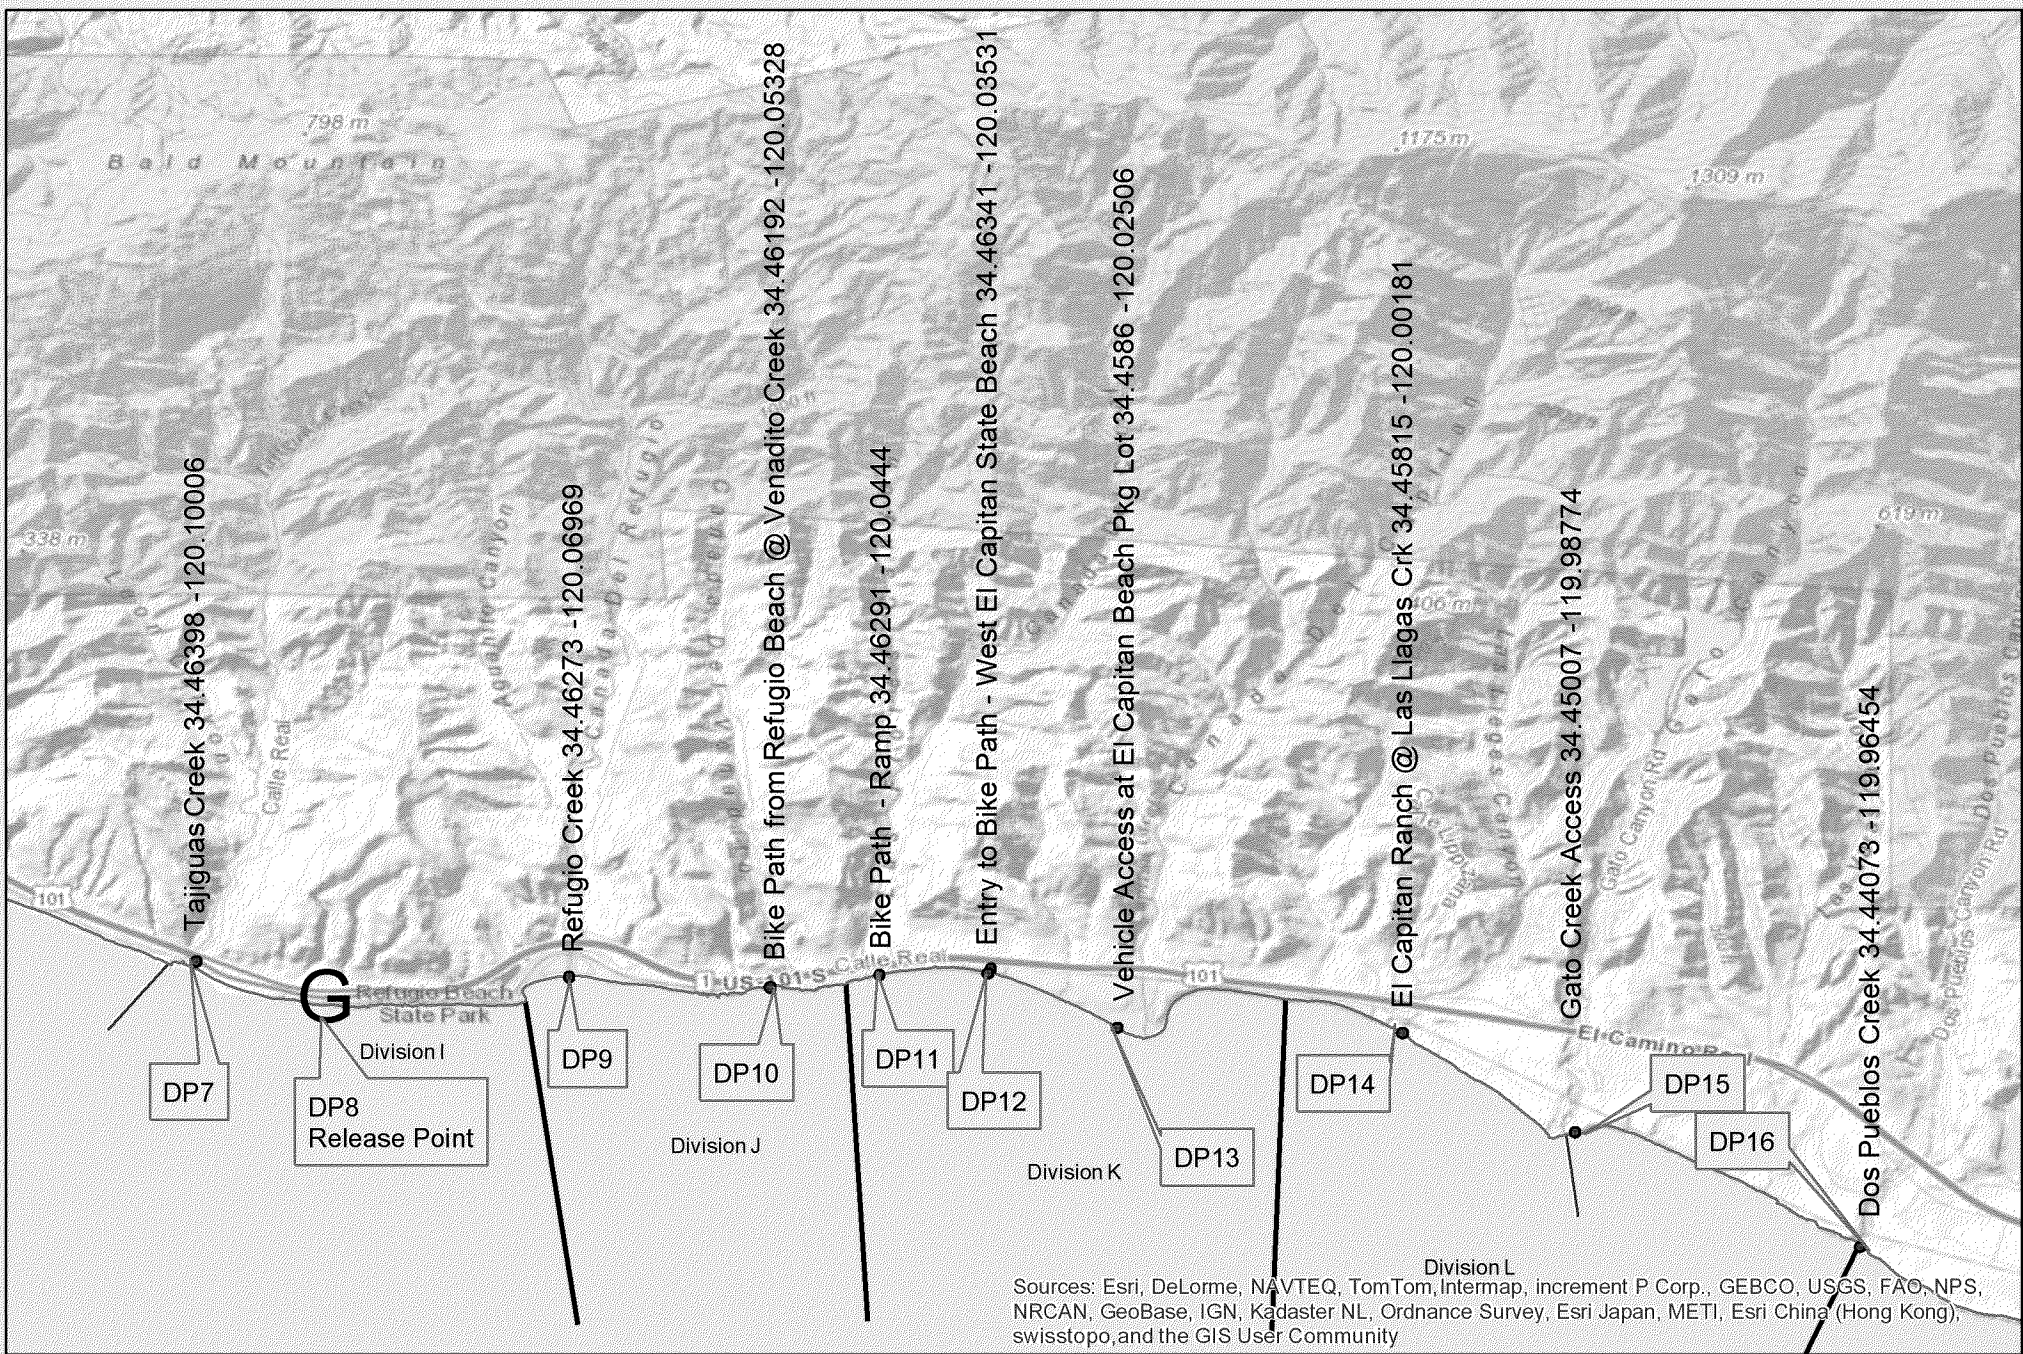 798 m
Bald Mountain
1175 m
1309 m
338 m
619 m
406 m
Tajiguas Creek 34.46398 -120.10006
Refugio Creek 34.46273 -120.06969
Bike Path from Refugio Beach @ Venadito Creek 34.46192 -120.05328
Bike Path - Ramp 34.46291 -120.0444
Entry to Bike Path - West El Capitan State Beach 34.46341 -120.03531
Vehicle Access at El Capitan Beach Pkg Lot 34.4586 -120.02506
El Capitan Ranch @ Las Llagas Crk 34.45815 -120.00181
Gato Creek Access 34.45007 -119.98774
Dos Pueblos Creek 34.44073 -119.96454
Calle Real
Aguajito Canyon
Canada Del Refugio
Gato Canyon Rd
Dos Pueblos Canyon Rd
101
G
Refugio Beach
State Park
1
US-101 S
Calle Real
101
El Camino Real
DP7
DP8
Release Point
Division I
DP9
DP10
DP11
DP12
DP13
DP14
DP15
DP16
Division J
Division K
Division L
Sources: Esri, DeLorme, NAVTEQ, TomTom, Intermap, increment P Corp., GEBCO, USGS, FAO, NPS,
NRCAN, GeoBase, IGN, Kadaster NL, Ordnance Survey, Esri Japan, METI, Esri China (Hong Kong),
swisstopo, and the GIS User Community